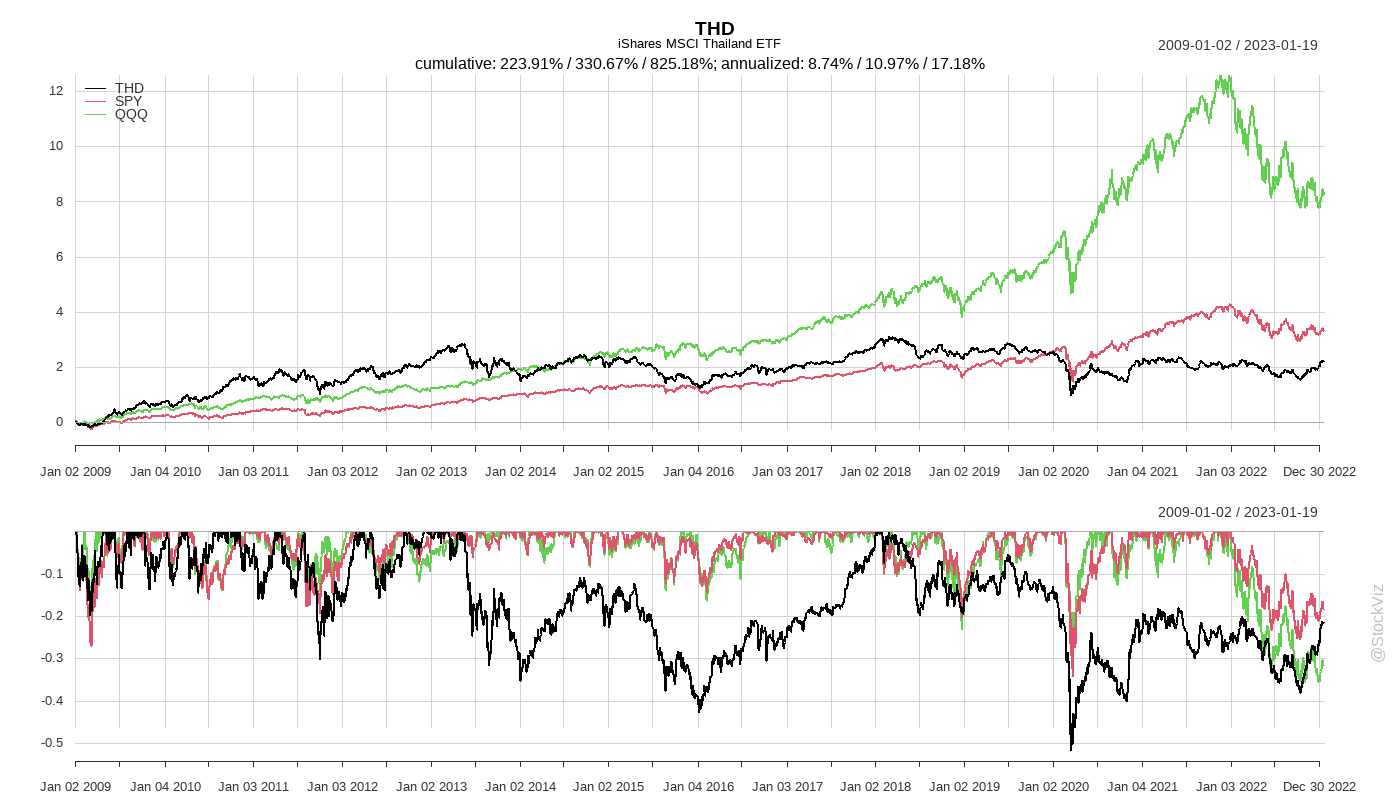 THD
iShares MSCI Thailand ETF
2009-01-02 / 2023-01-19
cumulative: 223.91% / 330.67% / 825.18%; annualized: 8.74% / 10.97% / 17.18%
THD
SPY
QQQ
12
10
8
6
4
2
0
Jan 02 2009 Jan 04 2010 Jan 03 2011 Jan 03 2012 Jan 02 2013 Jan 02 2014 Jan 02 2015 Jan 04 2016 Jan 03 2017 Jan 02 2018 Jan 02 2019 Jan 02 2020 Jan 04 2021 Jan 03 2022 Dec 30 2022
2009-01-02 / 2023-01-19
-0.1
-0.2
-0.3
-0.4
-0.5
Jan 02 2009 Jan 04 2010 Jan 03 2011 Jan 03 2012 Jan 02 2013 Jan 02 2014 Jan 02 2015 Jan 04 2016 Jan 03 2017 Jan 02 2018 Jan 02 2019 Jan 02 2020 Jan 04 2021 Jan 03 2022 Dec 30 2022
@StockViz